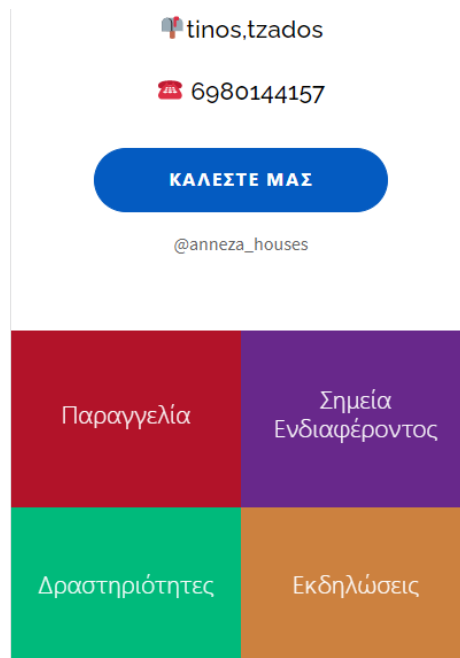 tinos,tzados
6980144157
ΚΑΛΕΣΤΕ ΜΑΣ
@anneza_houses
Παραγγελία
Σημεία
Ενδιαφέροντος
Δραστηριότητες
Εκδηλώσεις